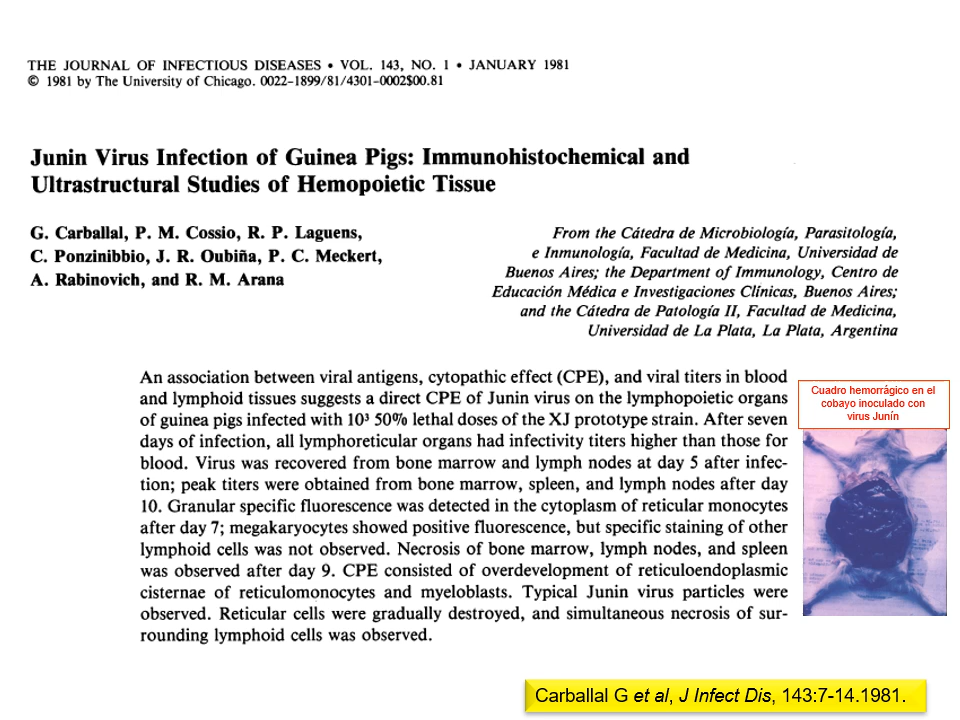 THE JOURNAL OF INFECTIOUS DISEASES • VOL. 143, NO. 1 • JANUARY 1981
© 1981 by The University of Chicago. 0022-1899/81/4301-0002$00.81
Junin Virus Infection of Guinea Pigs: Immunohistochemical and
Ultrastructural Studies of Hemopoietic Tissue
G. Carballal, P. M. Cossio, R. P. Laguens,
C. Ponzinibbio, J. R. Oubiña, P. C. Meckert,
A. Rabinovich, and R. M. Arana
From the Cátedra de Microbiología, Parasitología,
e Inmunología, Facultad de Medicina, Universidad de
Buenos Aires; the Department of Immunology, Centro de
Educación Médica e Investigaciones Clínicas, Buenos Aires;
and the Cátedra de Patología II, Facultad de Medicina,
Universidad de La Plata, La Plata, Argentina
An association between viral antigens, cytopathic effect (CPE), and viral titers in blood
and lymphoid tissues suggests a direct CPE of Junin virus on the lymphopoietic organs
of guinea pigs infected with 10³ 50% lethal doses of the XJ prototype strain. After seven
days of infection, all lymphoreticular organs had infectivity titers higher than those for
blood. Virus was recovered from bone marrow and lymph nodes at day 5 after infec-
tion; peak titers were obtained from bone marrow, spleen, and lymph nodes after day
10. Granular specific fluorescence was detected in the cytoplasm of reticular monocytes
after day 7; megakaryocytes showed positive fluorescence, but specific staining of other
lymphoid cells was not observed. Necrosis of bone marrow, lymph nodes, and spleen
was observed after day 9. CPE consisted of overdevelopment of reticuloendoplasmic
cisternae of reticulomonocytes and myeloblasts. Typical Junin virus particles were
observed. Reticular cells were gradually destroyed, and simultaneous necrosis of sur-
rounding lymphoid cells was observed.
Cuadro hemorrágico en el
cobayo inoculado con
virus Junín
Carballal G et al, J Infect Dis, 143:7-14.1981.